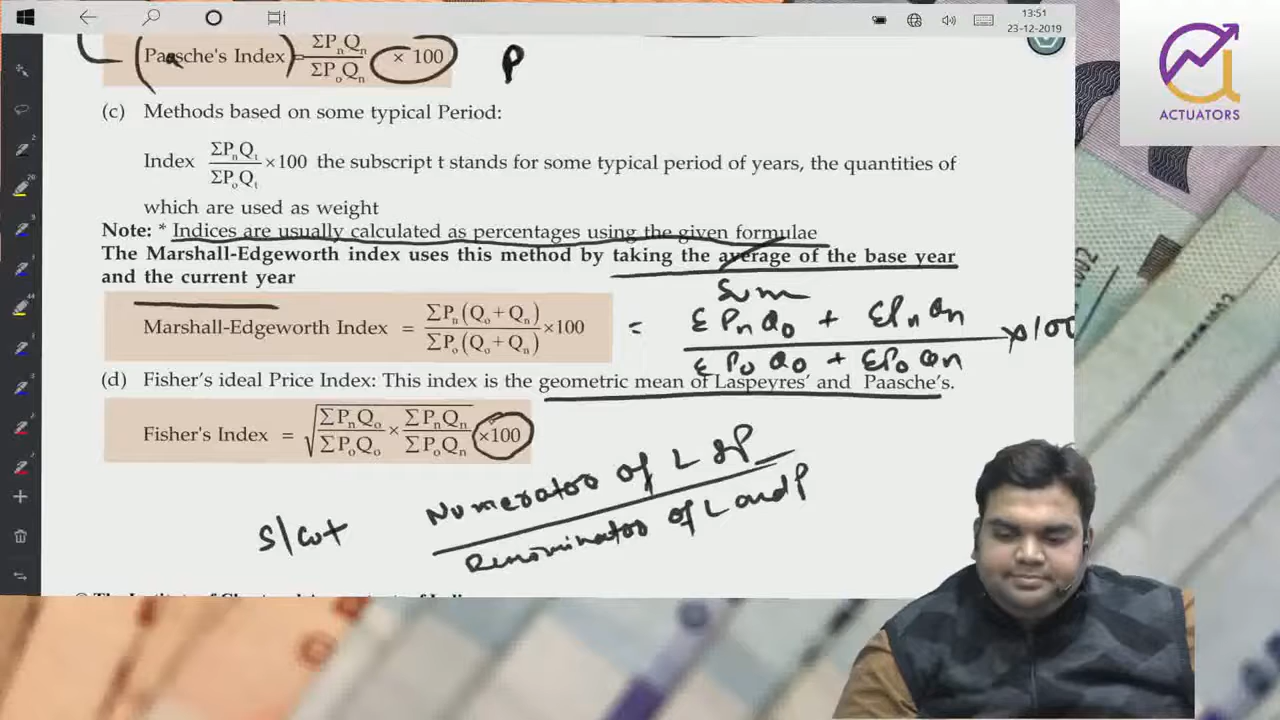 13:51
23-12-2019
ACTUATORS
(Paasche's Index) = ΣPnQn / ΣPoQn × 100 P
(c) Methods based on some typical Period:
Index ΣPnQt / ΣPoQt ×100 the subscript t stands for some typical period of years, the quantities of
which are used as weight
Note: * Indices are usually calculated as percentages using the given formulae
The Marshall-Edgeworth index uses this method by taking the average of the base year
and the current year
Sum
Marshall-Edgeworth Index = ΣPn(Qo+Qn) / ΣPo(Qo+Qn) ×100 = ΣPnQo + ΣPnQn / ΣPoQo + ΣPoQn ×100
(d) Fisher's ideal Price Index: This index is the geometric mean of Laspeyres' and Paasche's.
Fisher's Index = √ΣPnQo / ΣPoQo × ΣPnQn / ΣPoQn ×100
Numerator of L & P
S/cut
Denominator of L and P